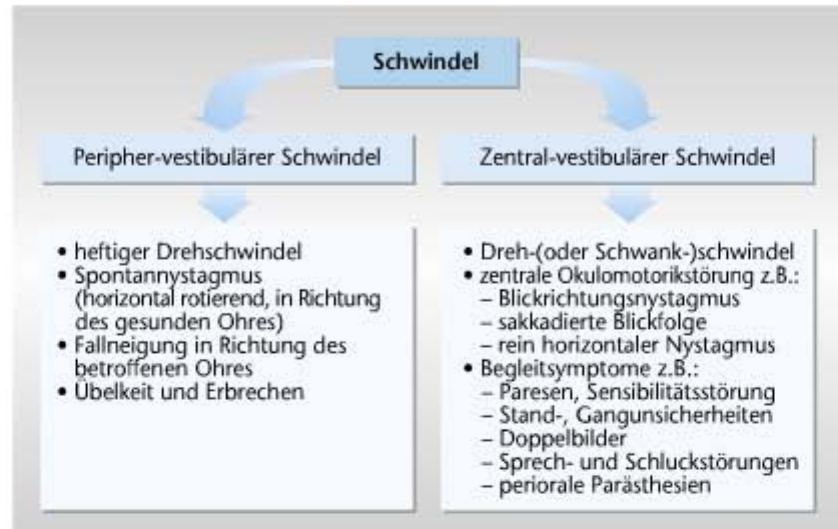 Schwindel
Peripher-vestibulärer Schwindel
• heftiger Drehschwindel
• Spontannystagmus
(horizontal rotierend, in Richtung
des gesunden Ohres)
• Fallneigung in Richtung des
betroffenen Ohres
• Übelkeit und Erbrechen
Zentral-vestibulärer Schwindel
• Dreh-(oder Schwank-)schwindel
• zentrale Okulomotorikstörung z.B.:
– Blickrichtungsnystagmus
– sakkadierte Blickfolge
– rein horizontaler Nystagmus
• Begleitsymptome z.B.:
– Paresen, Sensibilitätsstörung
– Stand-, Gangunsicherheiten
– Doppelbilder
– Sprech- und Schluckstörungen
– periorale Parästhesien